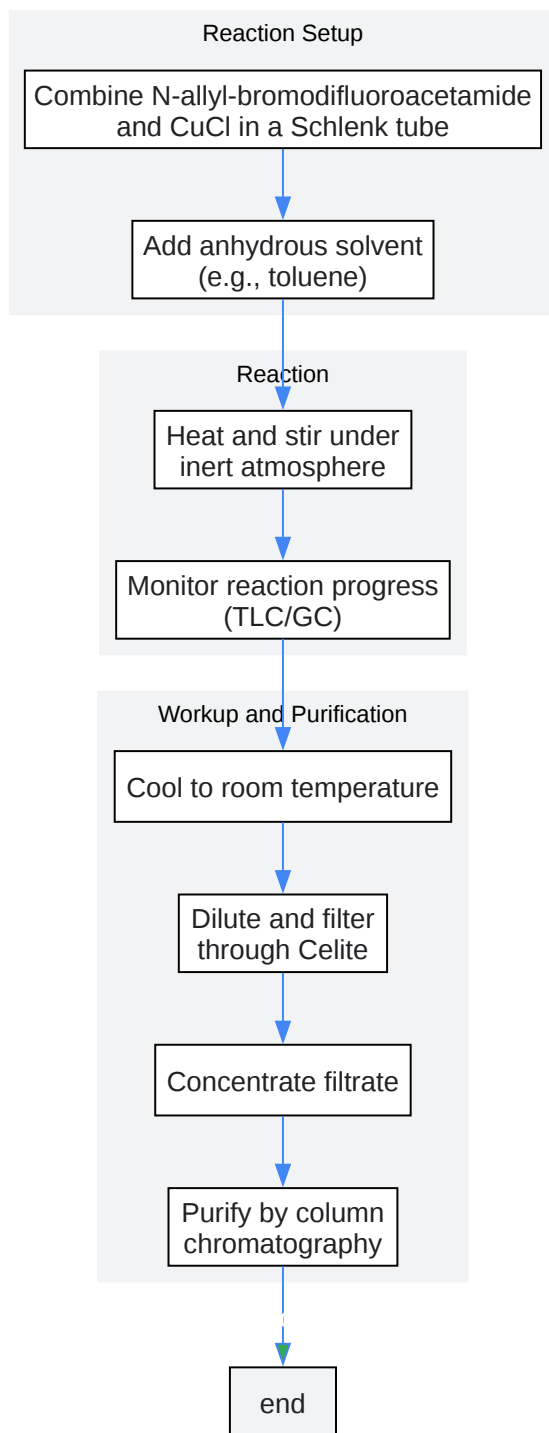 Reaction Setup
Combine N-allyl-bromodifluoroacetamide
and CuCl in a Schlenk tube
Add anhydrous solvent
(e.g., toluene)
Reaction
Heat and stir under
inert atmosphere
Monitor reaction progress
(TLC/GC)
Workup and Purification
Cool to room temperature
Dilute and filter
through Celite
Concentrate filtrate
Purify by column
chromatography
end